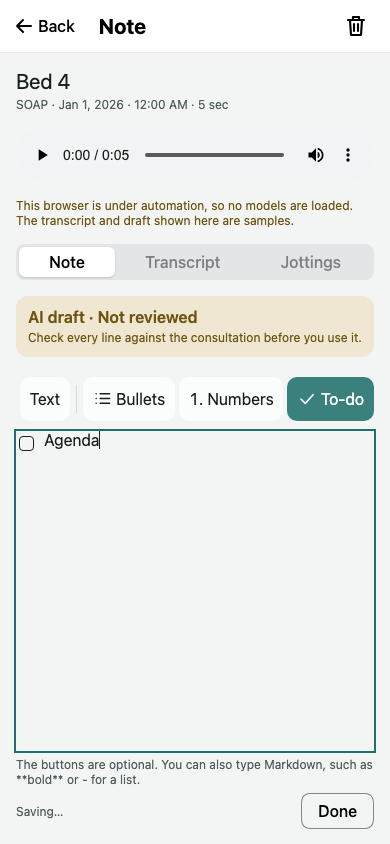 Back Note
Bed 4
SOAP · Jan 1, 2026 · 12:00 AM · 5 sec
0:00 / 0:05
This browser is under automation, so no models are loaded.
The transcript and draft shown here are samples.
Note Transcript Jottings
AI draft · Not reviewed
Check every line against the consultation before you use it.
Text Bullets 1. Numbers To-do
Agenda
The buttons are optional. You can also type Markdown, such as
**bold** or - for a list.
Saving... Done